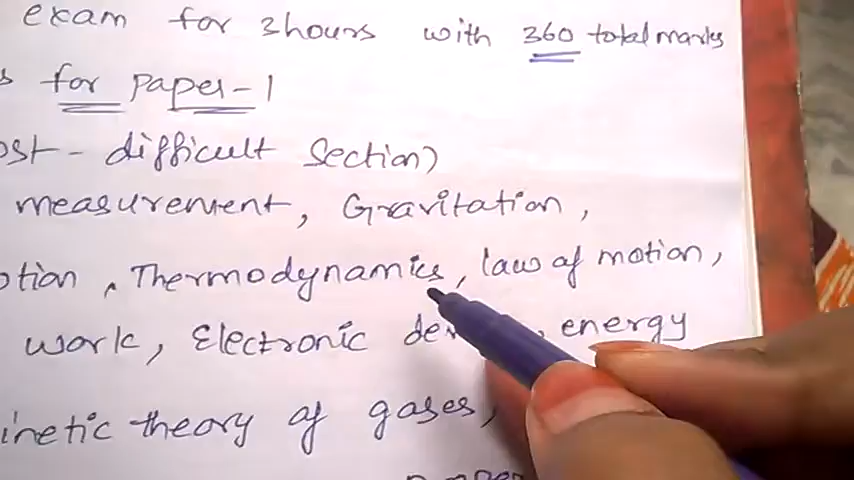 exam for 3hours with 360 total marks
for paper-1
difficult Section)
measurement, Gravitation,
Thermodynamics, law of motion,
work, Electronic energy
theory of gases,